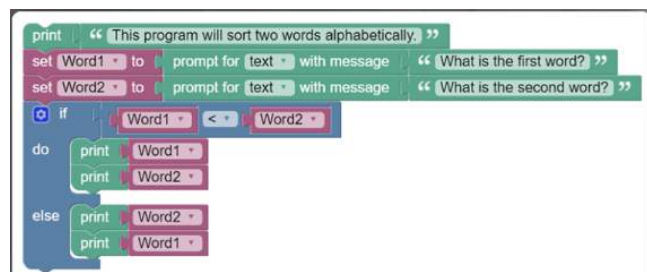 print “ This program will sort two words alphabetically. ”
set Word1 to prompt for text with message “ What is the first word? ”
set Word2 to prompt for text with message “ What is the second word? ”
if Word1 < Word2
do print Word1
print Word2
else print Word2
print Word1